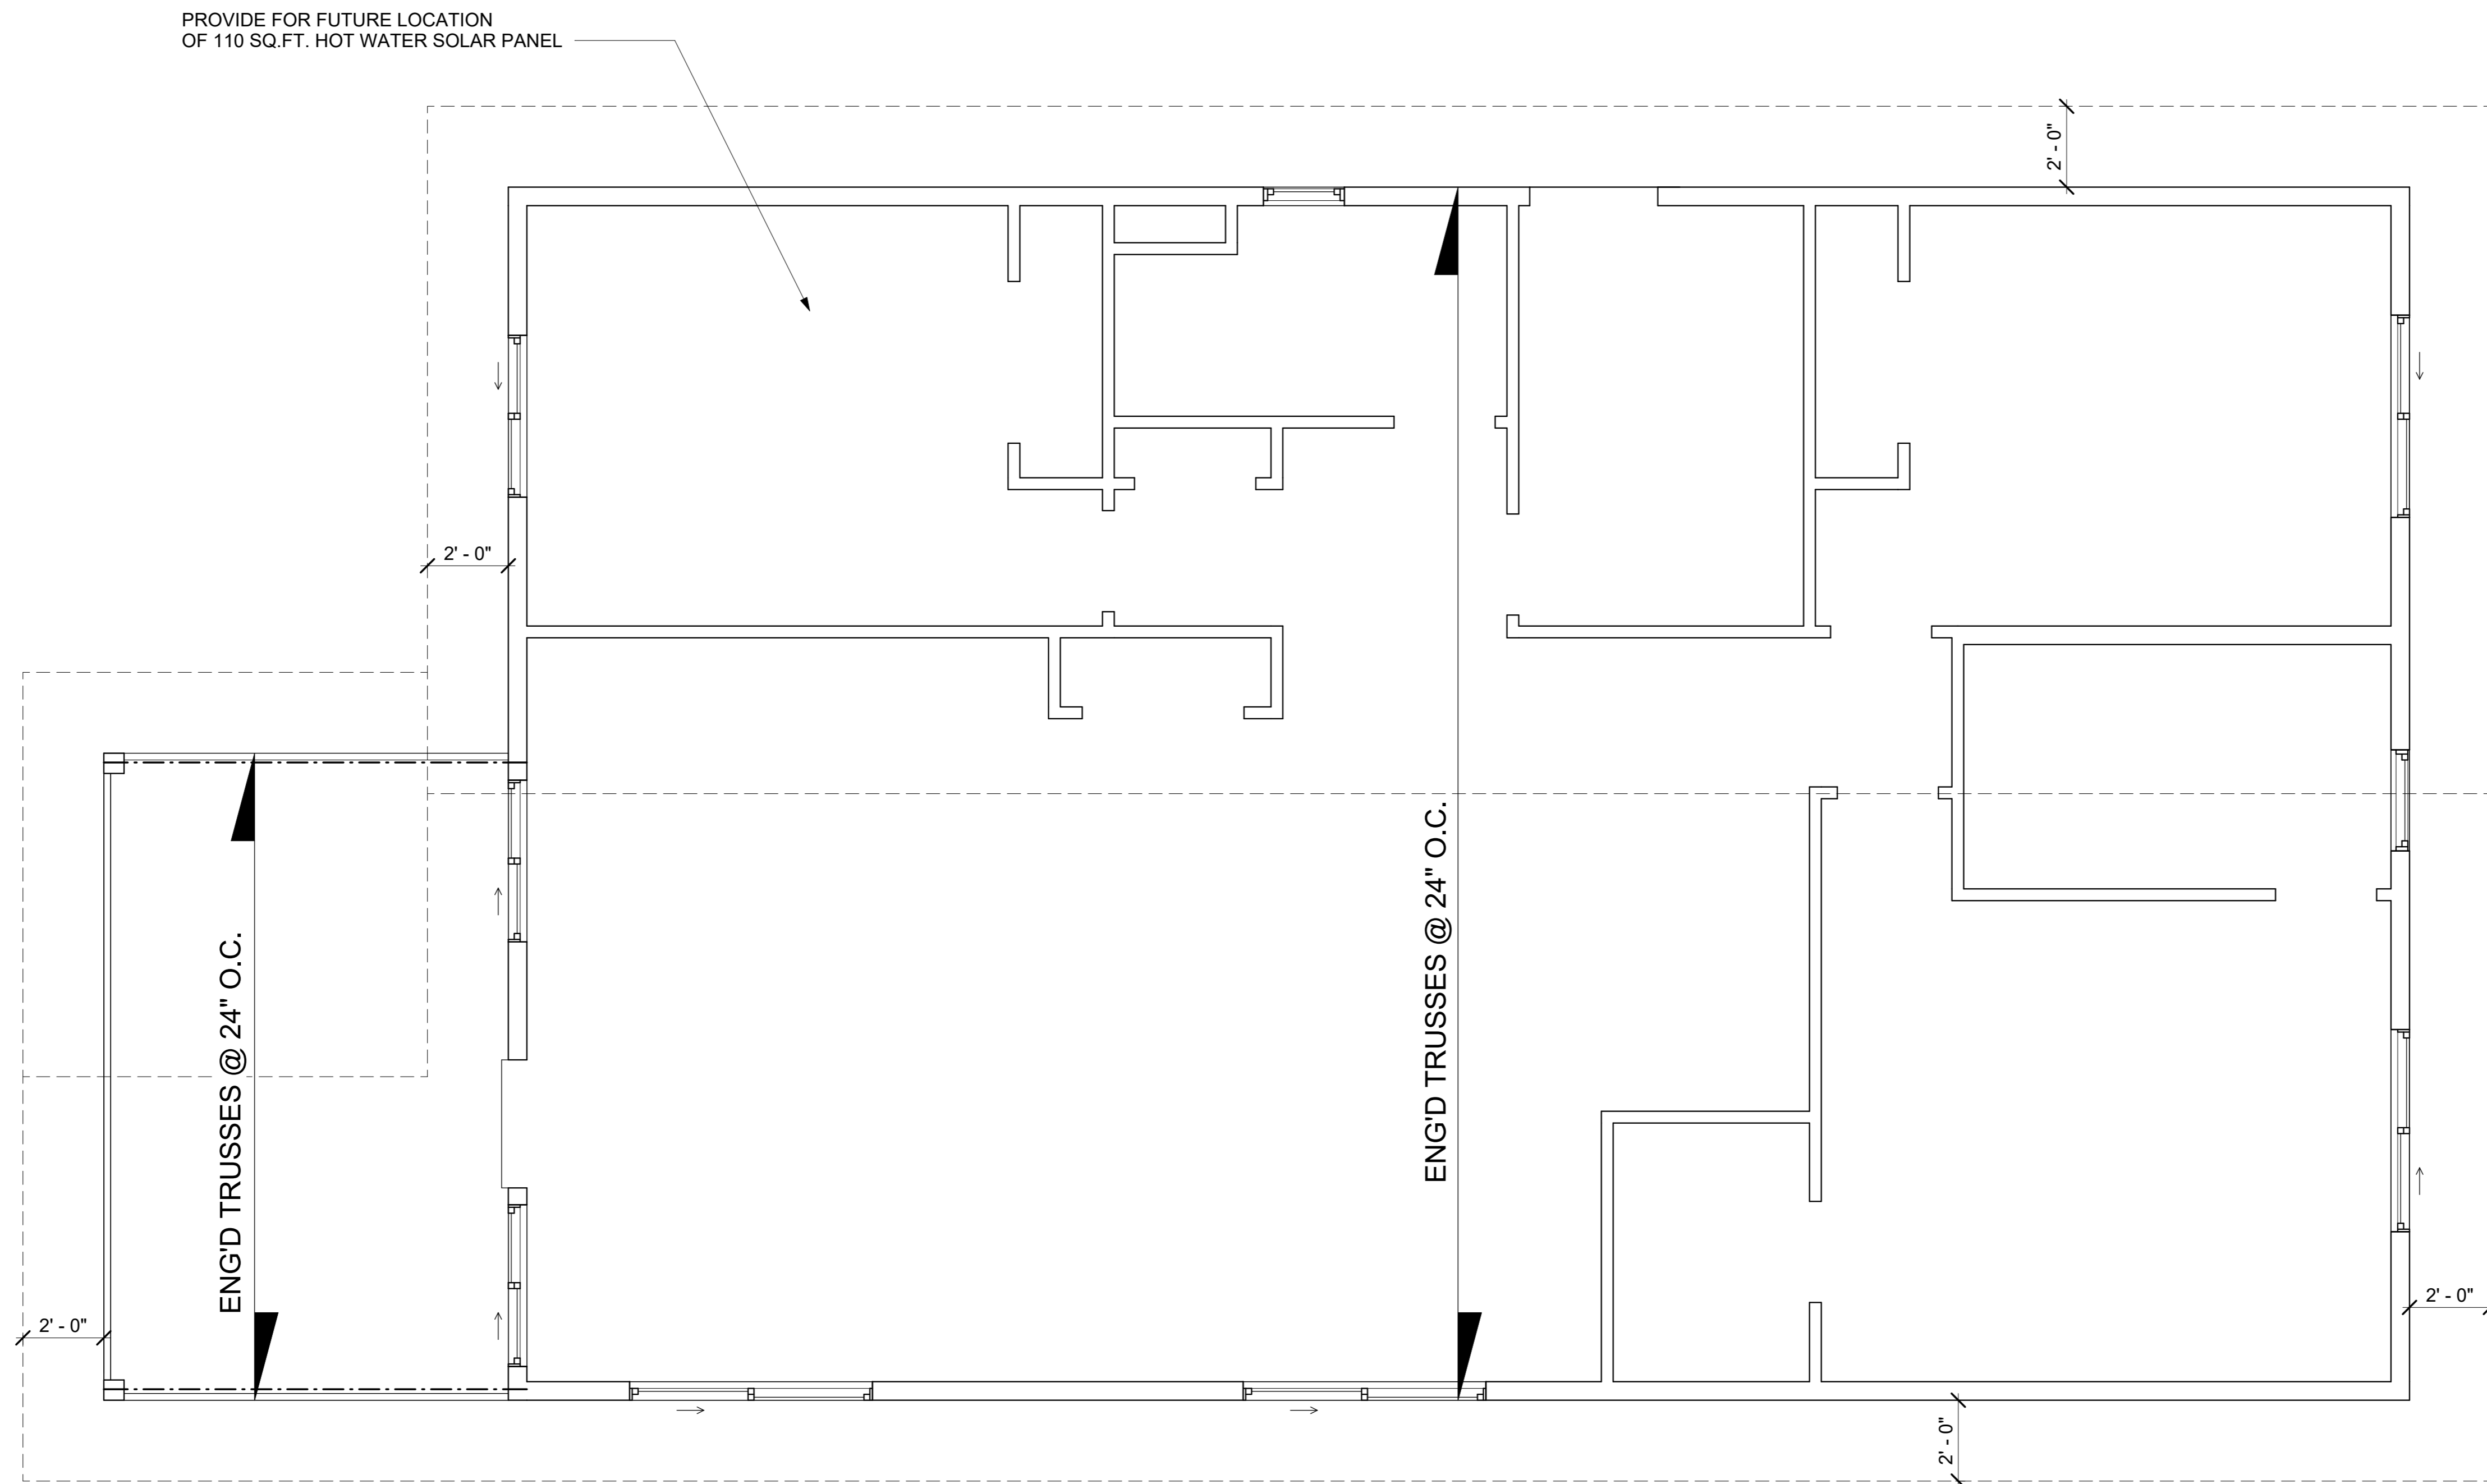 PROVIDE FOR FUTURE LOCATION
OF 110 SQ.FT. HOT WATER SOLAR PANEL
2' - 0"
2' - 0"
ENG'D TRUSSES @ 24" O.C.
ENG'D TRUSSES @ 24" O.C.
2' - 0"
2' - 0"
2' - 0"